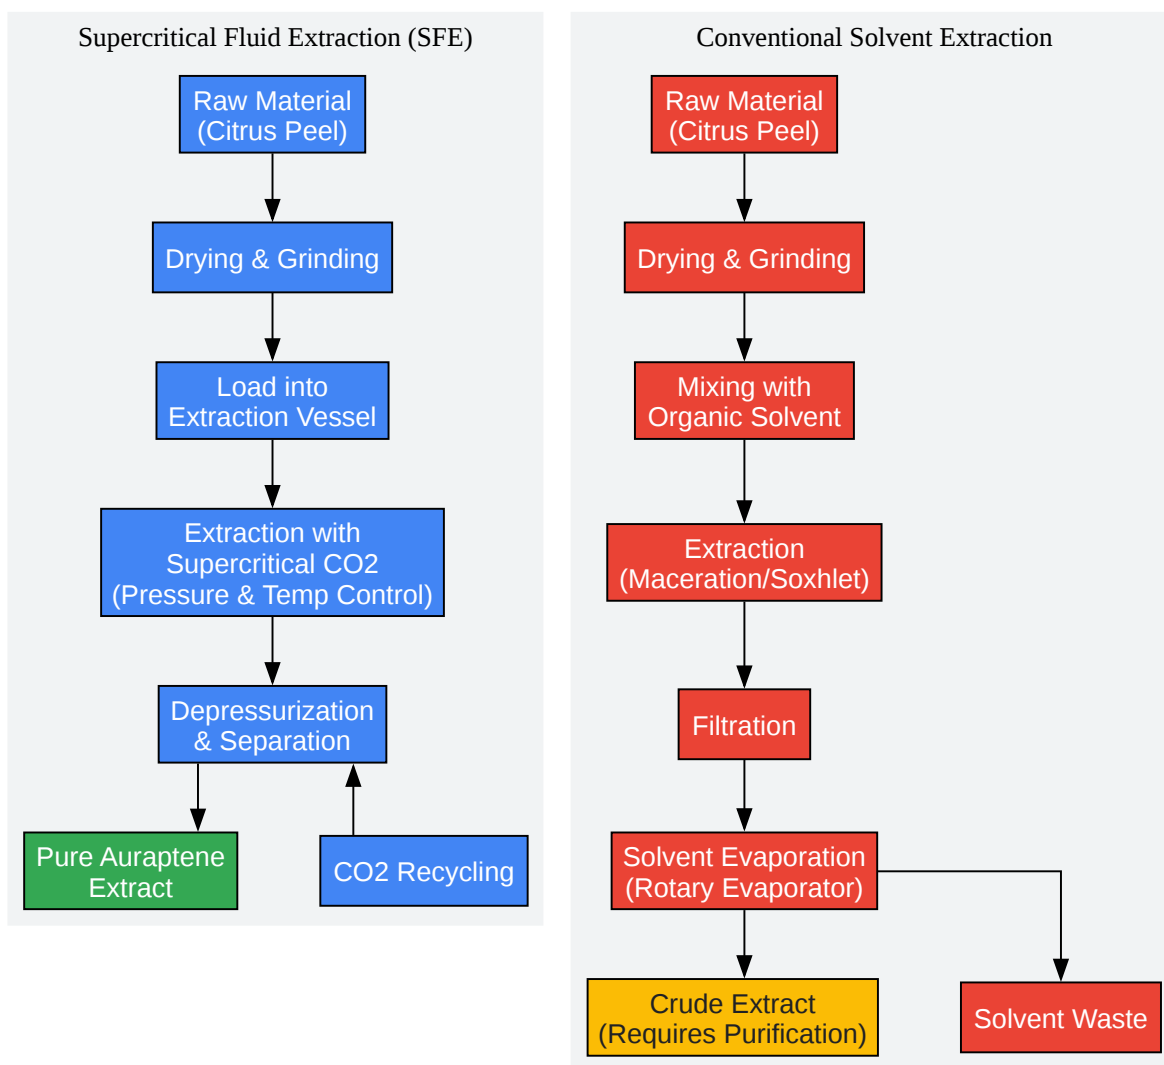 Supercritical Fluid Extraction (SFE)
Raw Material
(Citrus Peel)
Drying & Grinding
Load into
Extraction Vessel
Extraction with
Supercritical CO2
(Pressure & Temp Control)
Depressurization
& Separation
Pure Auraptene
Extract
CO2 Recycling
Conventional Solvent Extraction
Raw Material
(Citrus Peel)
Drying & Grinding
Mixing with
Organic Solvent
Extraction
(Maceration/Soxhlet)
Filtration
Solvent Evaporation
(Rotary Evaporator)
Crude Extract
(Requires Purification)
Solvent Waste